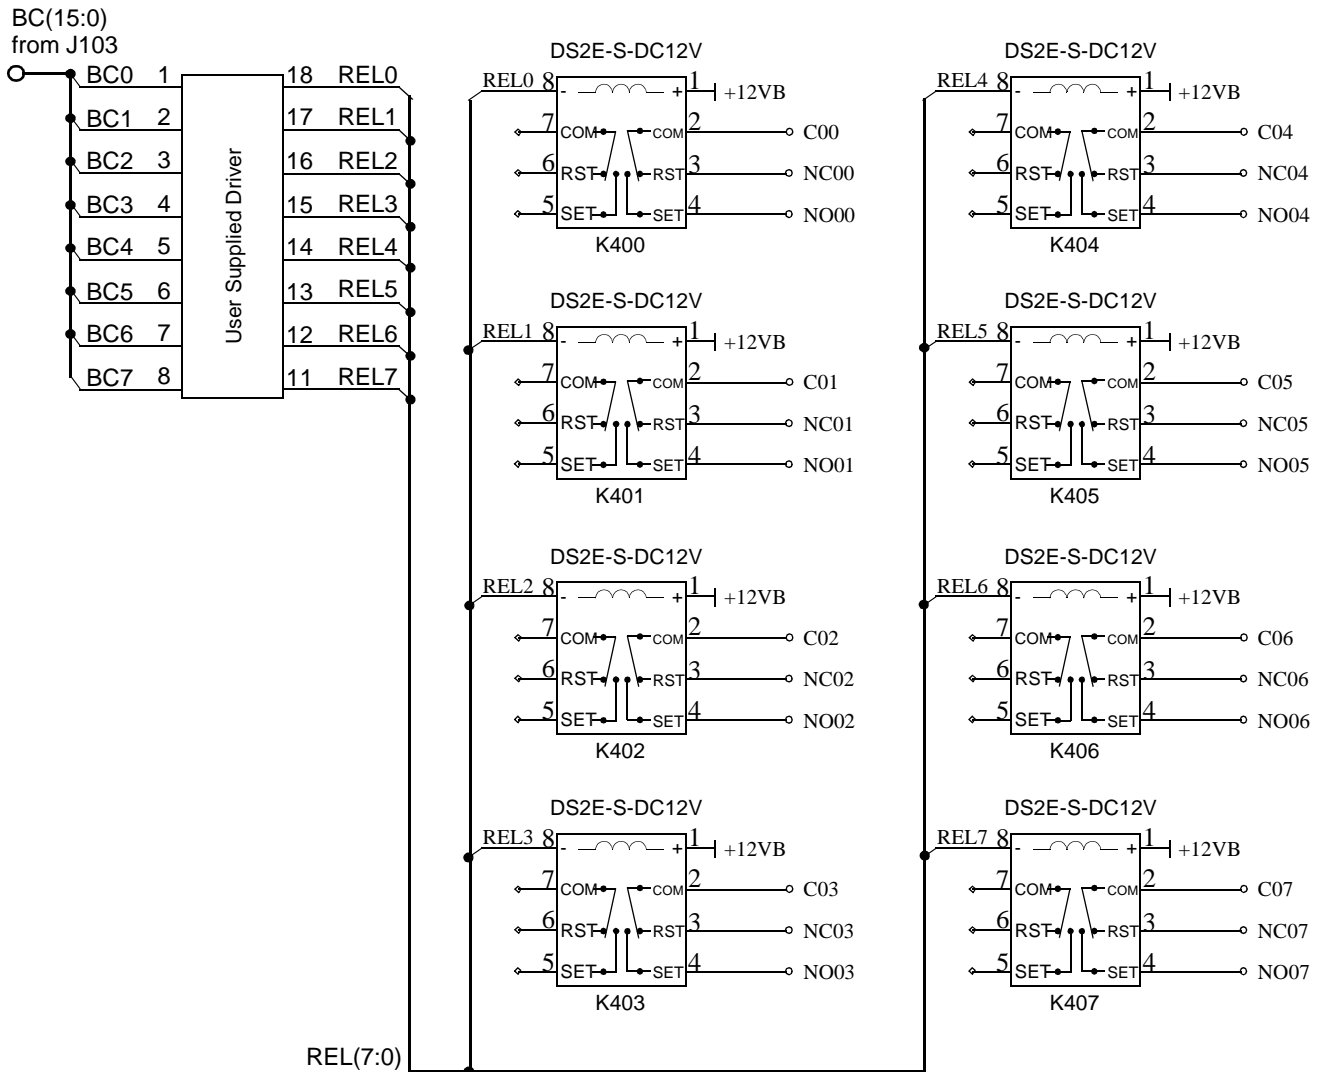 BC(15:0)
from J103
BC0 1 18 REL0
BC1 2 17 REL1
BC2 3 16 REL2
BC3 4 15 REL3
BC4 5 14 REL4
BC5 6 13 REL5
BC6 7 12 REL6
BC7 8 11 REL7
User Supplied Driver
DS2E-S-DC12V
REL0 8 - + 1 +12VB
7 COM COM 2 C00
6 RST RST 3 NC00
5 SET SET 4 NO00
K400
DS2E-S-DC12V
REL1 8 - + 1 +12VB
7 COM COM 2 C01
6 RST RST 3 NC01
5 SET SET 4 NO01
K401
DS2E-S-DC12V
REL2 8 - + 1 +12VB
7 COM COM 2 C02
6 RST RST 3 NC02
5 SET SET 4 NO02
K402
DS2E-S-DC12V
REL3 8 - + 1 +12VB
7 COM COM 2 C03
6 RST RST 3 NC03
5 SET SET 4 NO03
K403
DS2E-S-DC12V
REL4 8 - + 1 +12VB
7 COM COM 2 C04
6 RST RST 3 NC04
5 SET SET 4 NO04
K404
DS2E-S-DC12V
REL5 8 - + 1 +12VB
7 COM COM 2 C05
6 RST RST 3 NC05
5 SET SET 4 NO05
K405
DS2E-S-DC12V
REL6 8 - + 1 +12VB
7 COM COM 2 C06
6 RST RST 3 NC06
5 SET SET 4 NO06
K406
DS2E-S-DC12V
REL7 8 - + 1 +12VB
7 COM COM 2 C07
6 RST RST 3 NC07
5 SET SET 4 NO07
K407
REL(7:0)